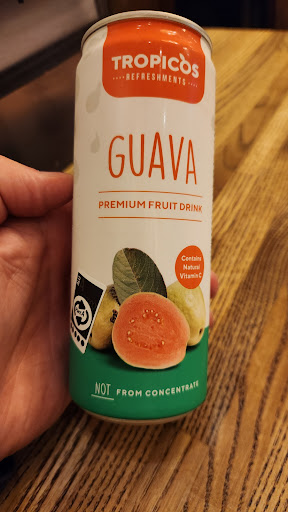 TROPICOS
REFRESHMENTS
GUAVA
PREMIUM FRUIT DRINK
Contains
Natural
Vitamin C
NOT FROM CONCENTRATE